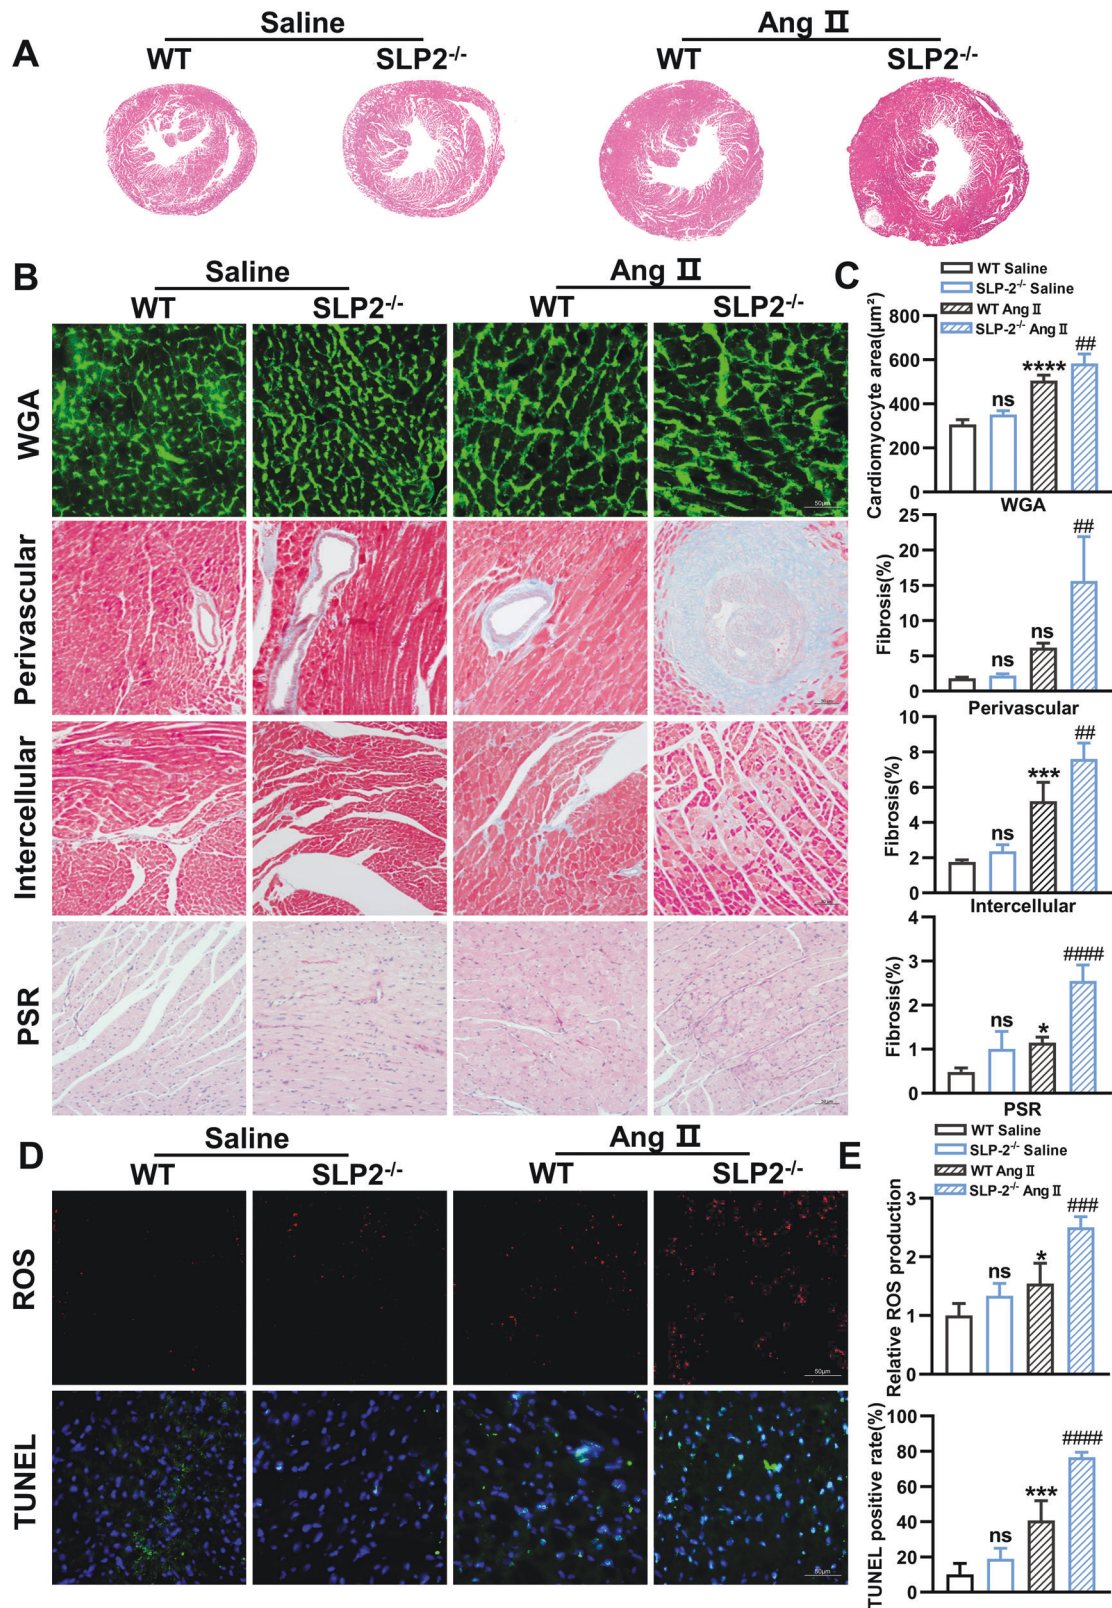 A
Saline
Ang II
WT
SLP2-/-
WT
SLP2-/-
B
Saline
Ang II
WT
SLP2-/-
WT
SLP2-/-
WGA
50μm
Perivascular
Intercellular
PSR
C
WT Saline
SLP-2-/- Saline
WT Ang II
SLP-2-/- Ang II
Cardiomyocyte area(μm²)
800
600
400
200
0
ns
****
##
WGA
Fibrosis(%)
25
20
15
10
5
0
ns
ns
##
Perivascular
Fibrosis(%)
10
8
6
4
2
0
ns
***
##
Intercellular
Fibrosis(%)
4
3
2
1
0
ns
*
####
PSR
D
Saline
Ang II
WT
SLP2-/-
WT
SLP2-/-
ROS
50μm
TUNEL
50μm
E
WT Saline
SLP-2-/- Saline
WT Ang II
SLP-2-/- Ang II
Relative ROS production
3
2
1
0
ns
*
###
TUNEL positive rate(%)
100
80
60
40
20
0
ns
***
####